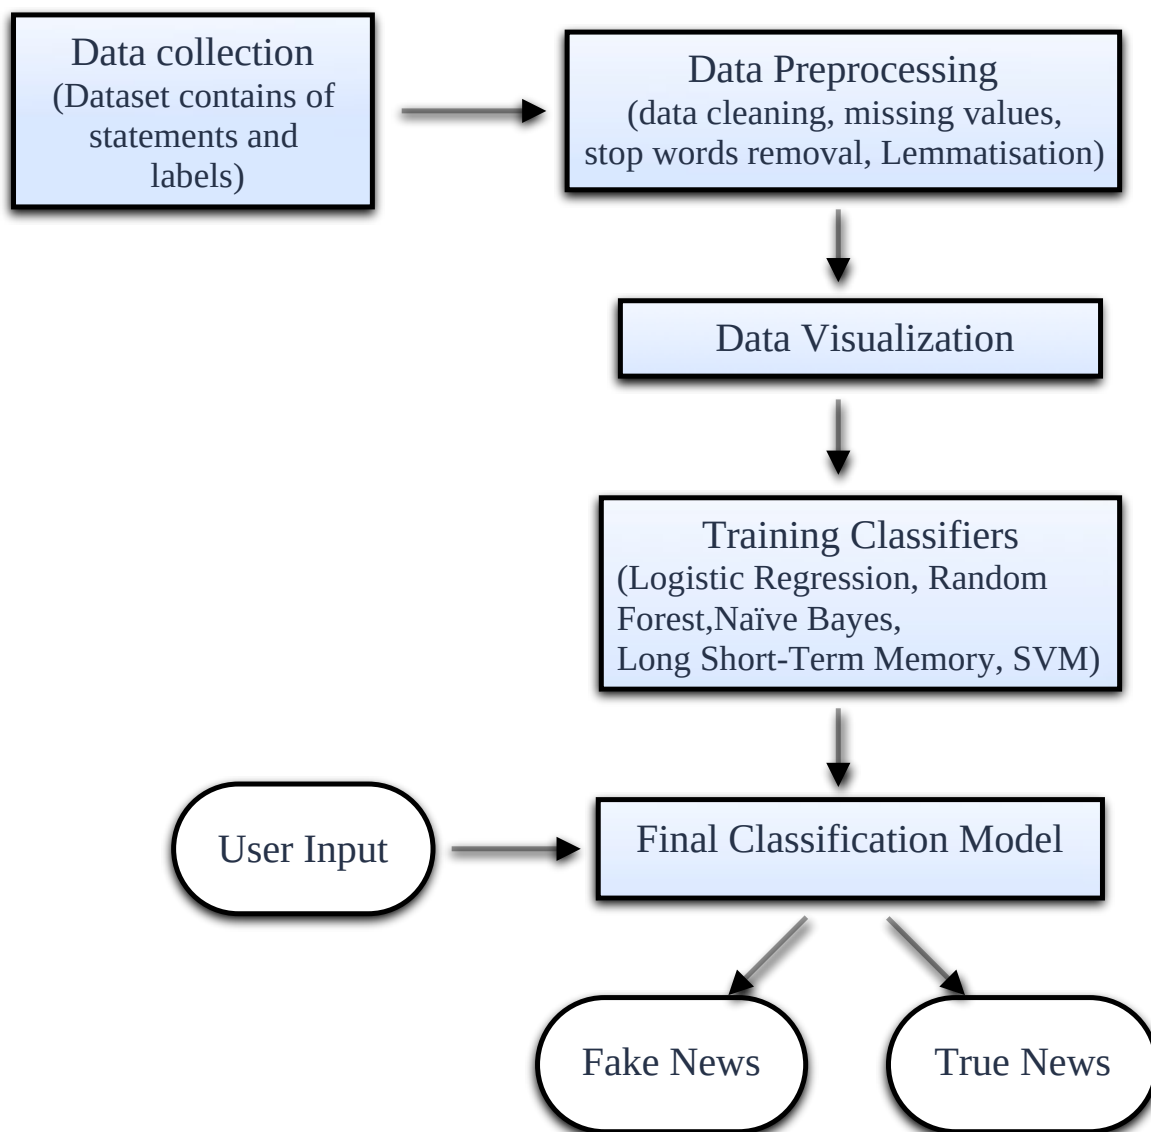 Data collection
(Dataset contains of
statements and
labels)
Data Preprocessing
(data cleaning, missing values,
stop words removal, Lemmatisation)
Data Visualization
Training Classifiers
(Logistic Regression, Random
Forest,Naïve Bayes,
Long Short-Term Memory, SVM)
User Input
Final Classification Model
Fake News
True News